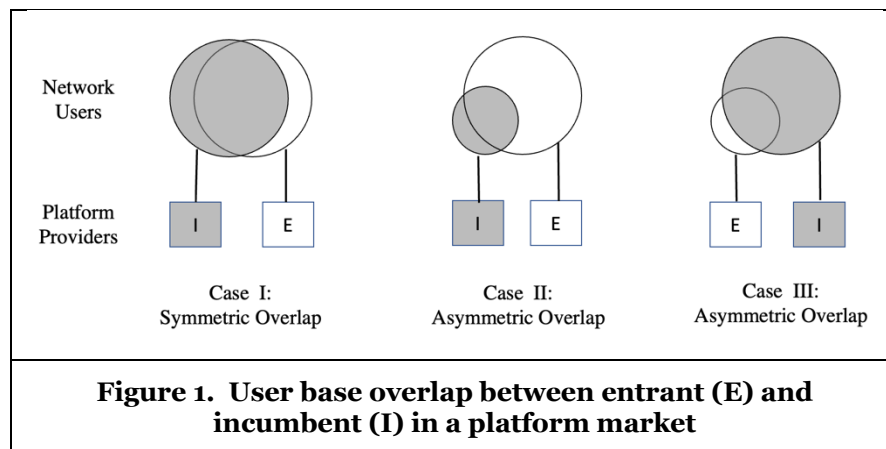 Network
Users
Platform
Providers
I
E
I
E
E
I
Case I:
Symmetric Overlap
Case II:
Asymmetric Overlap
Case III:
Asymmetric Overlap
Figure 1. User base overlap between entrant (E) and
incumbent (I) in a platform market